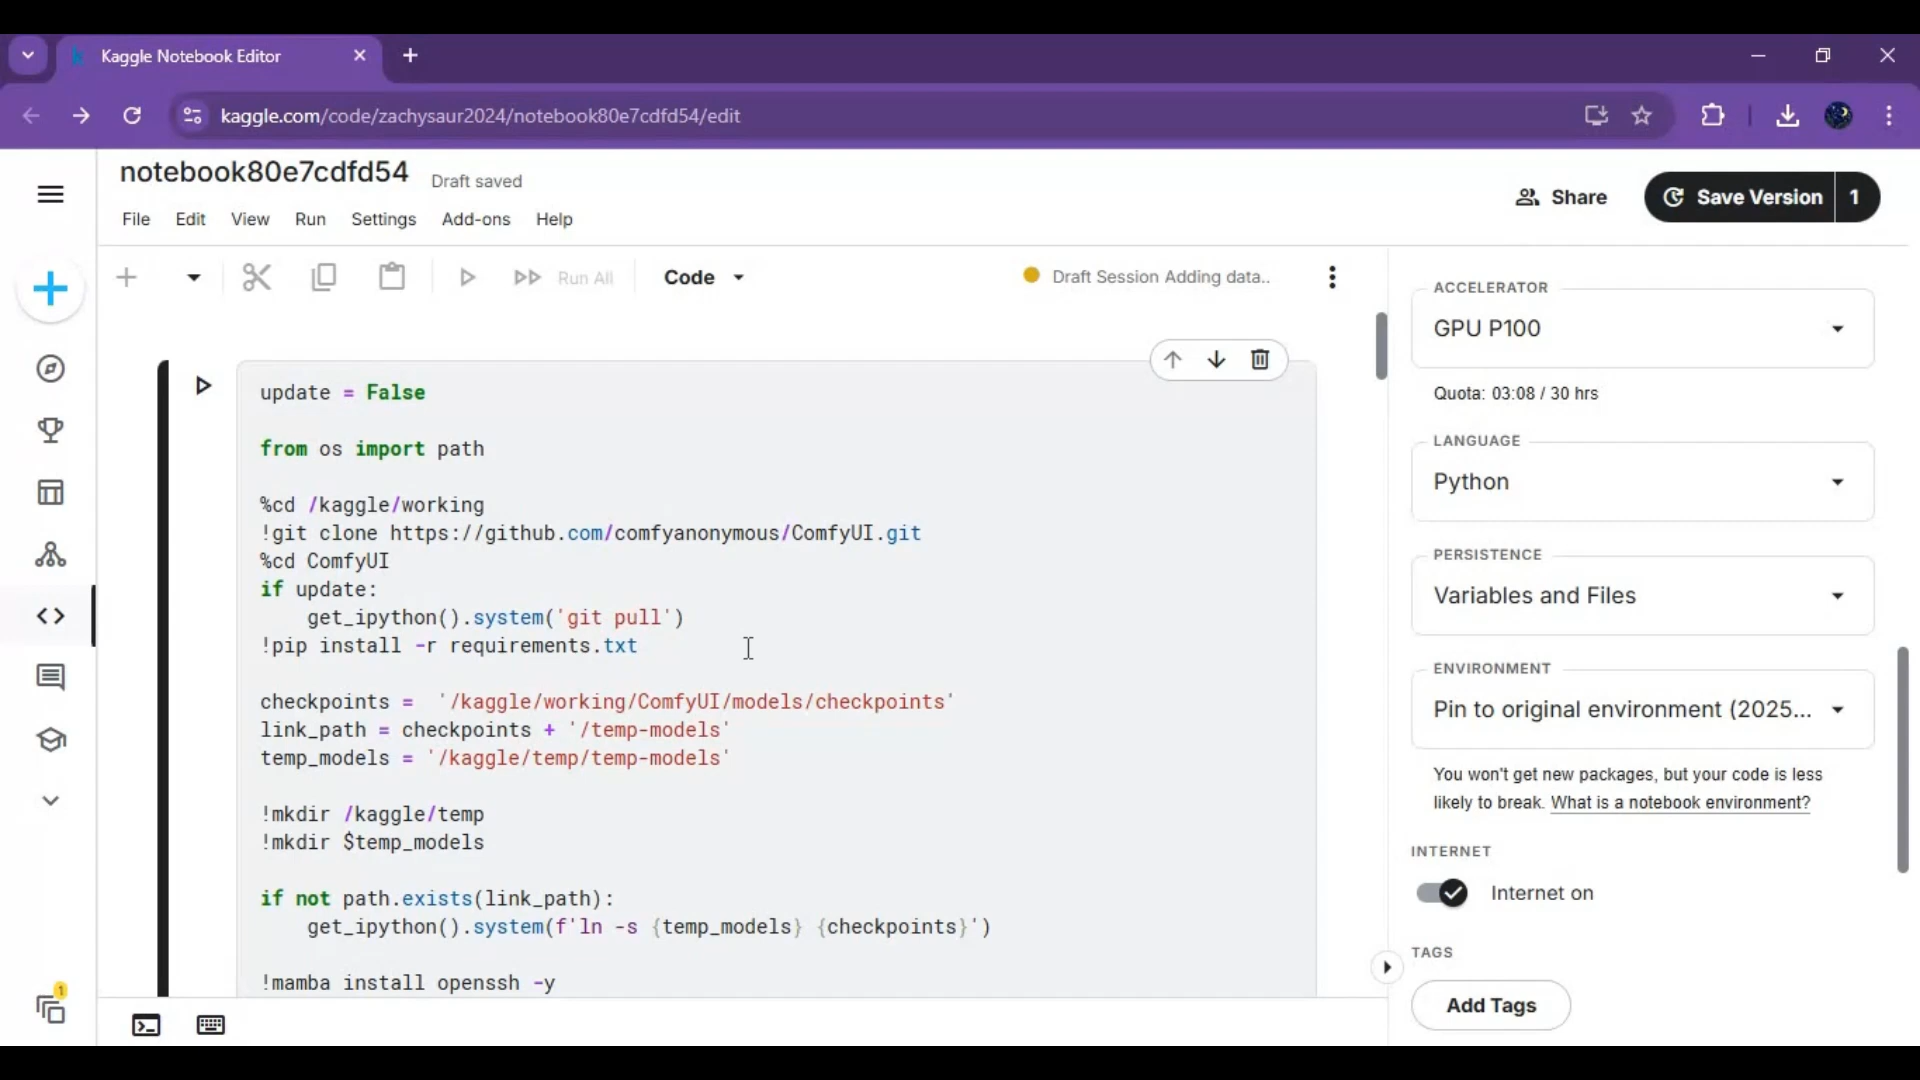 Kaggle Notebook Editor
kaggle.com/code/zachysaur2024/notebook80e7cdfd54/edit
notebook80e7cdfd54 Draft saved
File Edit View Run Settings Add-ons Help
Share
Save Version 1
Run All
Code
Draft Session Adding data..
update = False
from os import path
%cd /kaggle/working
!git clone https://github.com/comfyanonymous/ComfyUI.git
%cd ComfyUI
if update:
    get_ipython().system('git pull')
!pip install -r requirements.txt
checkpoints =  '/kaggle/working/ComfyUI/models/checkpoints'
link_path = checkpoints + '/temp-models'
temp_models = '/kaggle/temp/temp-models'
!mkdir /kaggle/temp
!mkdir $temp_models
if not path.exists(link_path):
    get_ipython().system(f'ln -s {temp_models} {checkpoints}')
!mamba install openssh -y
ACCELERATOR
GPU P100
Quota: 03:08 / 30 hrs
LANGUAGE
Python
PERSISTENCE
Variables and Files
ENVIRONMENT
Pin to original environment (2025...
You won't get new packages, but your code is less
likely to break. What is a notebook environment?
INTERNET
Internet on
TAGS
Add Tags
1